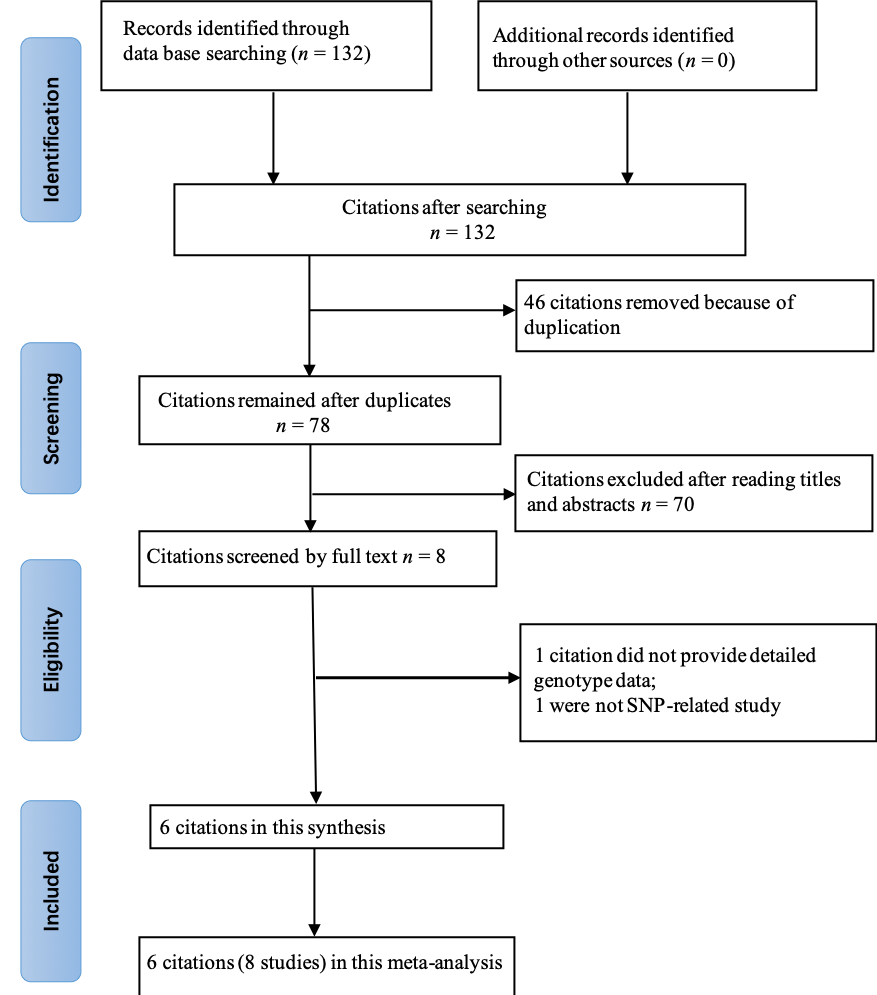 Records identified through
data base searching (n = 132)
Additional records identified
through other sources (n = 0)
Identification
Citations after searching
n = 132
46 citations removed because of
duplication
Screening
Citations remained after duplicates
n = 78
Citations excluded after reading titles
and abstracts n = 70
Citations screened by full text n = 8
Eligibility
1 citation did not provide detailed
genotype data;
1 were not SNP-related study
6 citations in this synthesis
Included
6 citations (8 studies) in this meta-analysis